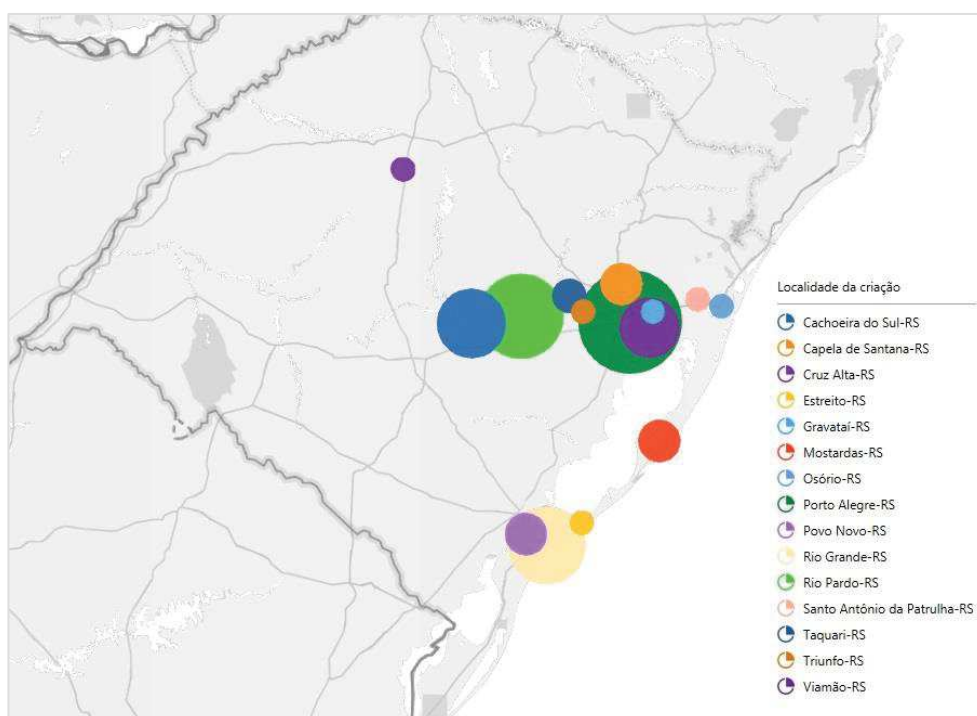 Localidade da criação
Cachoeira do Sul-RS
Capela de Santana-RS
Cruz Alta-RS
Estreito-RS
Gravataí-RS
Mostardas-RS
Osório-RS
Porto Alegre-RS
Povo Novo-RS
Rio Grande-RS
Rio Pardo-RS
Santo Antônio da Patrulha-RS
Taquari-RS
Triunfo-RS
Viamão-RS